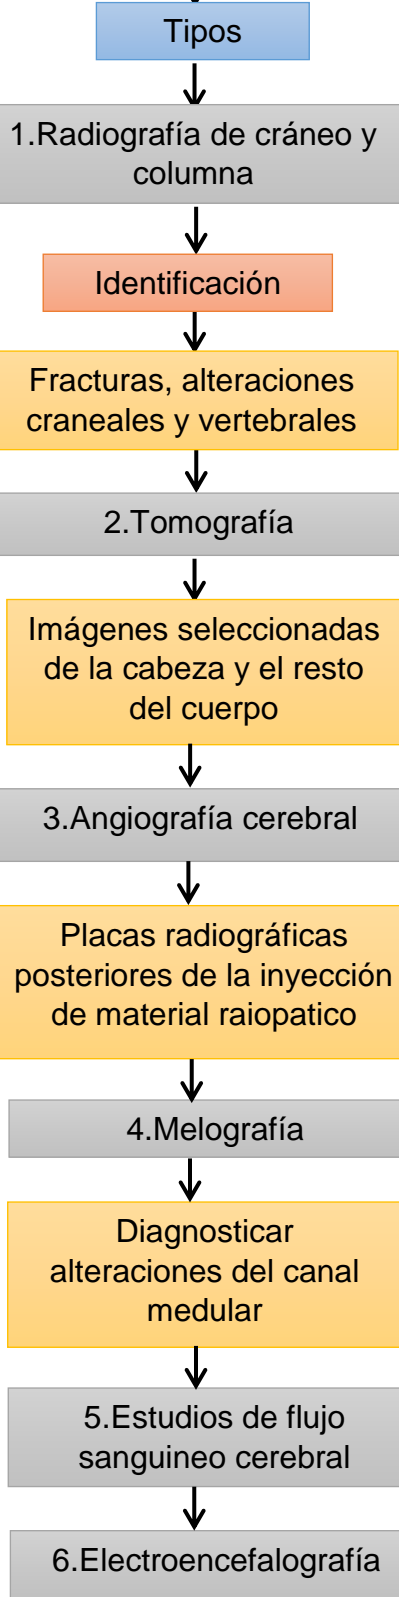 Tipos
1.Radiografía de cráneo y
columna
Identificación
Fracturas, alteraciones
craneales y vertebrales
2.Tomografía
Imágenes seleccionadas
de la cabeza y el resto
del cuerpo
3.Angiografía cerebral
Placas radiográficas
posteriores de la inyección
de material raiopatico
4.Melografía
Diagnosticar
alteraciones del canal
medular
5.Estudios de flujo
sanguineo cerebral
6.Electroencefalografía